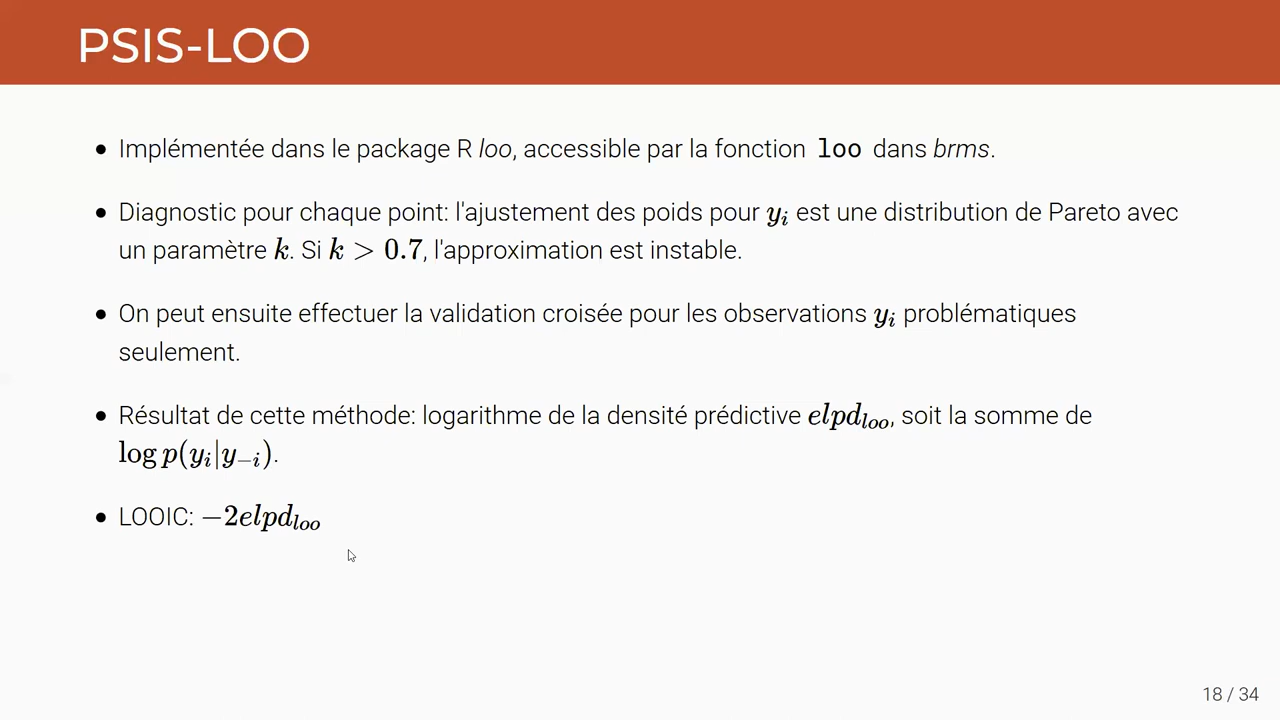 PSIS-LOO
• Implémentée dans le package R loo, accessible par la fonction loo dans brms.
• Diagnostic pour chaque point: l'ajustement des poids pour yᵢ est une distribution de Pareto avec
un paramètre k. Si k > 0.7, l'approximation est instable.
• On peut ensuite effectuer la validation croisée pour les observations yᵢ problématiques
seulement.
• Résultat de cette méthode: logarithme de la densité prédictive elpd_loo, soit la somme de
log p(yᵢ|y₋ᵢ).
• LOOIC: −2elpd_loo
18 / 34